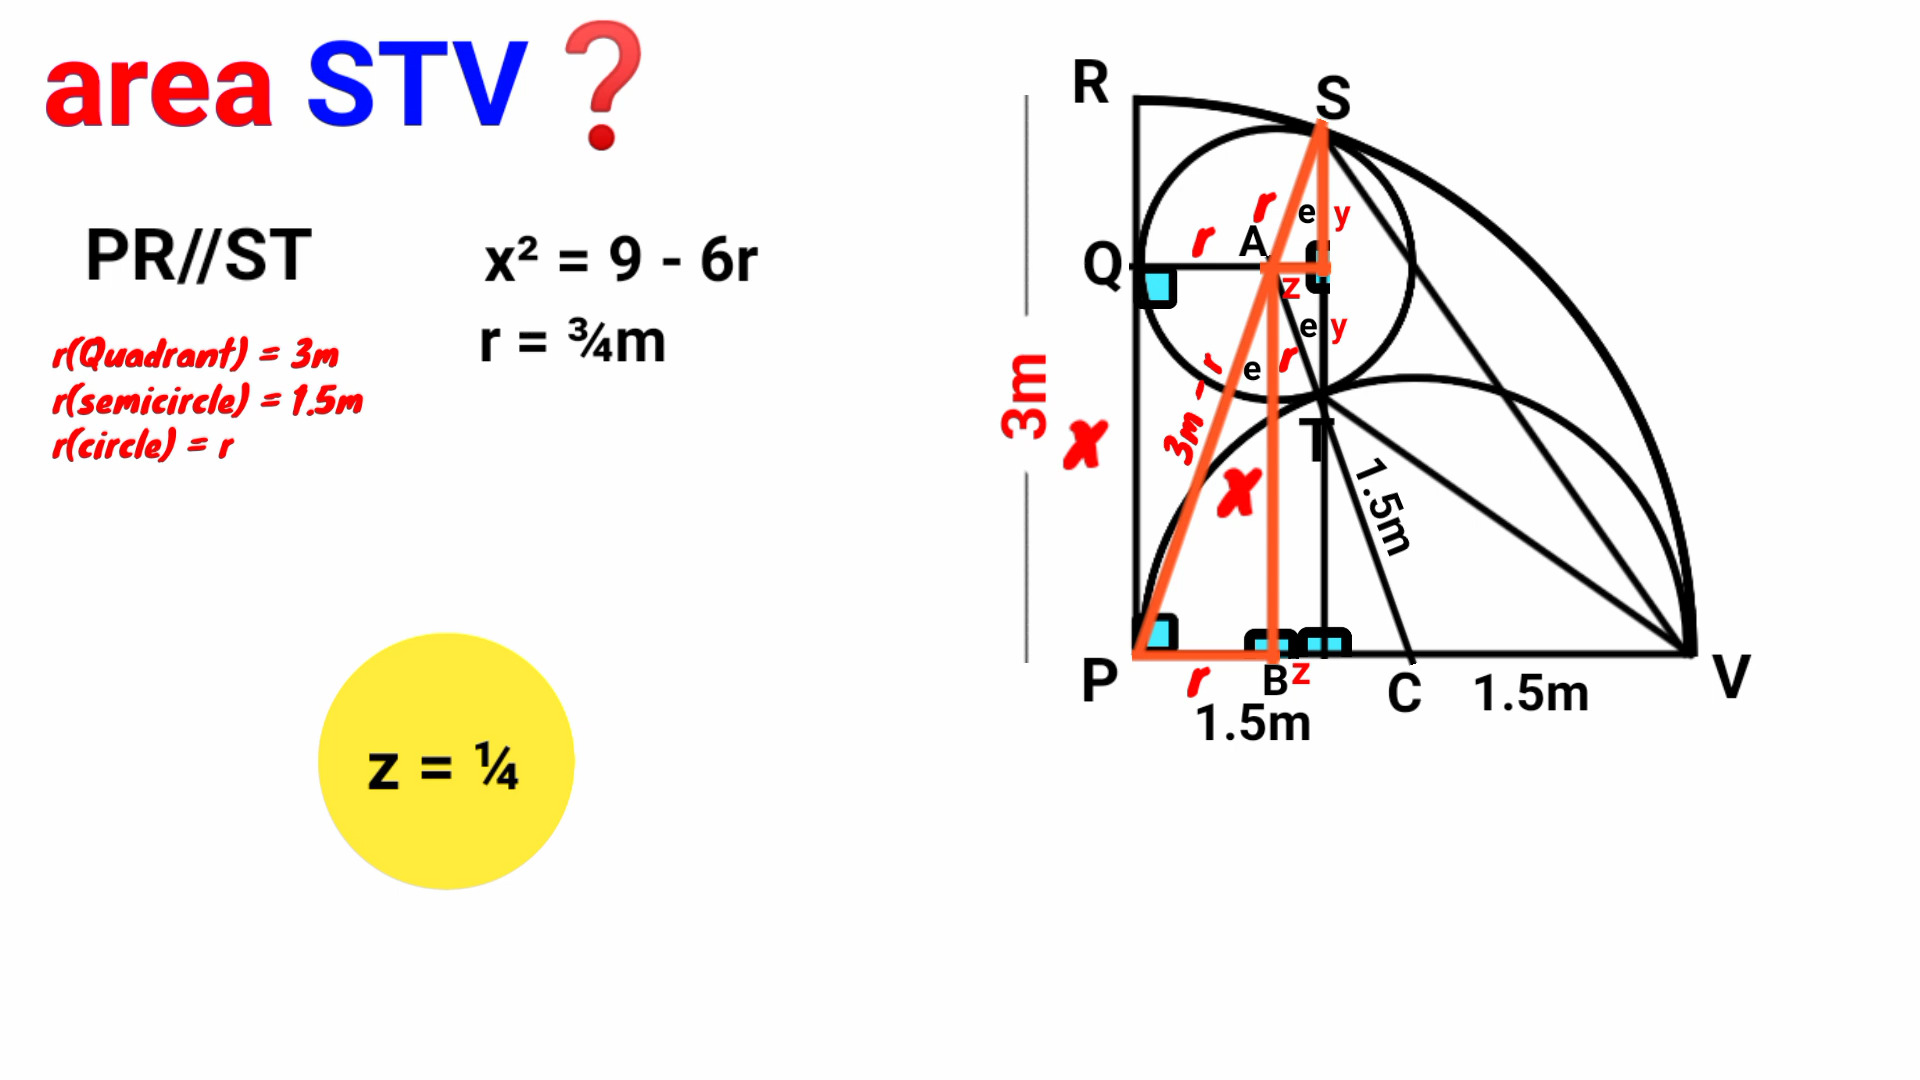 area STV❓
PR//ST
x² = 9 - 6r
r = ¾m
r(Quadrant) = 3m
r(semicircle) = 1.5m
r(circle) = r
z = ¼
R
S
r
e
y
r
A
Q
z
e
y
r
e
3m - r
3m
x
T
x
1.5m
P
r
B
z
C
1.5m
V
1.5m